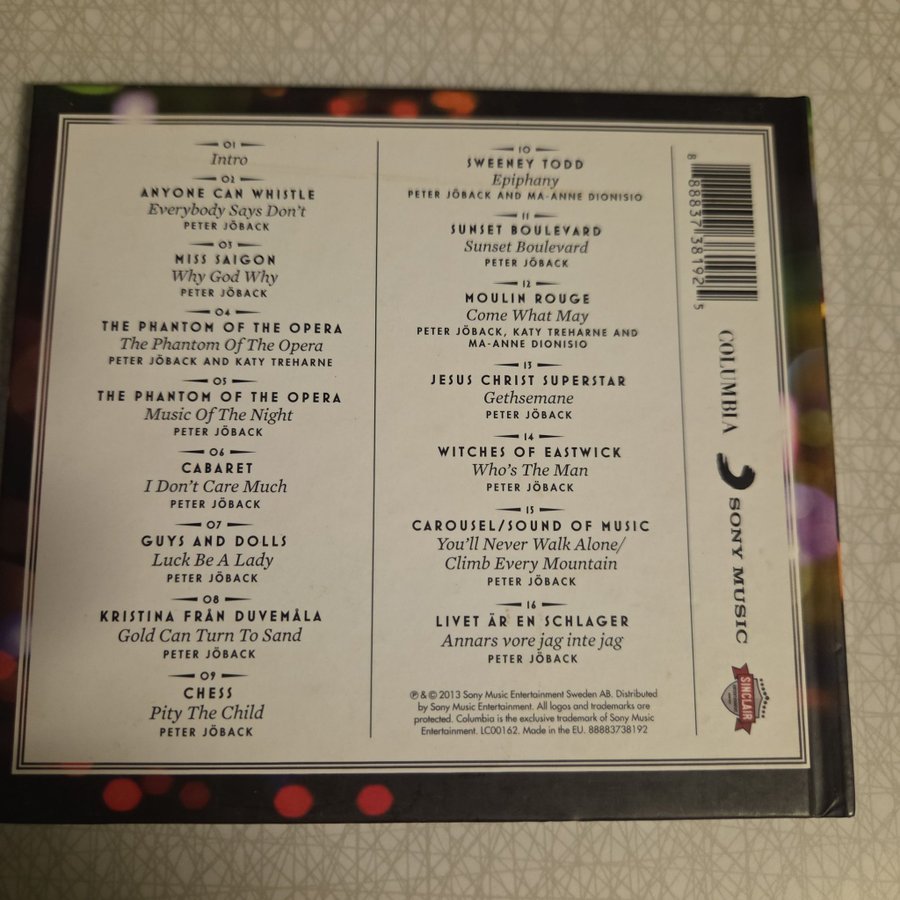 01
Intro
02
ANYONE CAN WHISTLE
Everybody Says Don't
PETER JÖBACK
03
MISS SAIGON
Why God Why
PETER JÖBACK
04
THE PHANTOM OF THE OPERA
The Phantom Of The Opera
PETER JÖBACK AND KATY TREHARNE
05
THE PHANTOM OF THE OPERA
Music Of The Night
PETER JÖBACK
06
CABARET
I Don't Care Much
PETER JÖBACK
07
GUYS AND DOLLS
Luck Be A Lady
PETER JÖBACK
08
KRISTINA FRÅN DUVEMÅLA
Gold Can Turn To Sand
PETER JÖBACK
09
CHESS
Pity The Child
PETER JÖBACK
10
SWEENEY TODD
Epiphany
PETER JÖBACK AND MA-ANNE DIONISIO
11
SUNSET BOULEVARD
Sunset Boulevard
PETER JÖBACK
12
MOULIN ROUGE
Come What May
PETER JÖBACK, KATY TREHARNE AND
MA-ANNE DIONISIO
13
JESUS CHRIST SUPERSTAR
Gethsemane
PETER JÖBACK
14
WITCHES OF EASTWICK
Who's The Man
PETER JÖBACK
15
CAROUSEL/SOUND OF MUSIC
You'll Never Walk Alone/
Climb Every Mountain
PETER JÖBACK
16
LIVET ÄR EN SCHLAGER
Annars vore jag inte jag
PETER JÖBACK
℗ & © 2013 Sony Music Entertainment Sweden AB. Distributed
by Sony Music Entertainment. All logos and trademarks are
protected. Columbia is the exclusive trademark of Sony Music
Entertainment. LC00162. Made in the EU. 88883738192
8 88837 38192 5
COLUMBIA
SONY MUSIC
SINCLAIR